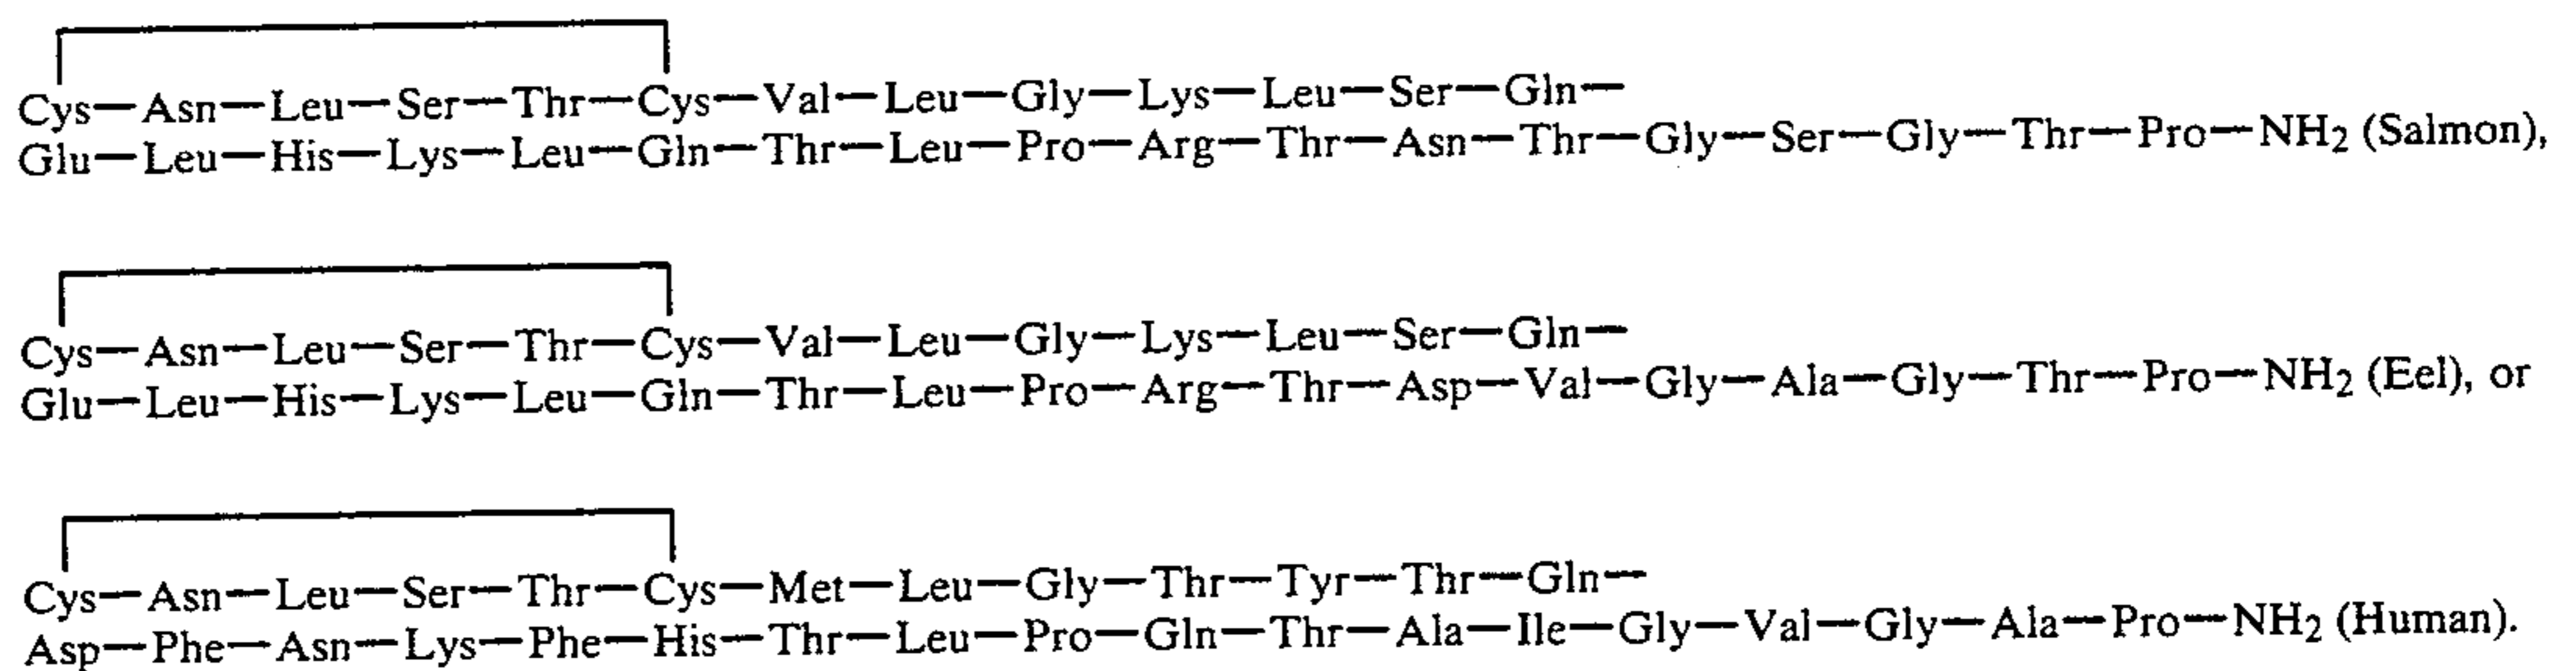 Cys—Asn—Leu—Ser—Thr—Cys—Val—Leu—Gly—Lys—Leu—Ser—Gln—
Glu—Leu—His—Lys—Leu—Gln—Thr—Leu—Pro—Arg—Thr—Asn—Thr—Gly—Ser—Gly—Thr—Pro—NH₂ (Salmon),
Cys—Asn—Leu—Ser—Thr—Cys—Val—Leu—Gly—Lys—Leu—Ser—Gln—
Glu—Leu—His—Lys—Leu—Gln—Thr—Leu—Pro—Arg—Thr—Asp—Val—Gly—Ala—Gly—Thr—Pro—NH₂ (Eel), or
Cys—Asn—Leu—Ser—Thr—Cys—Met—Leu—Gly—Thr—Tyr—Thr—Gln—
Asp—Phe—Asn—Lys—Phe—His—Thr—Leu—Pro—Gln—Thr—Ala—Ile—Gly—Val—Gly—Ala—Pro—NH₂ (Human).